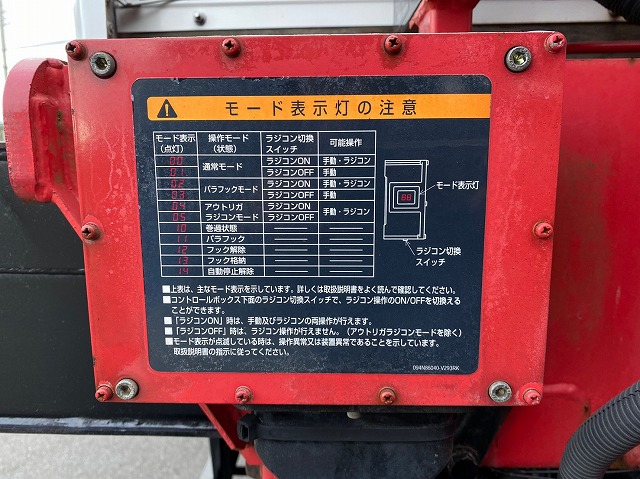 モード表示灯の注意
モード表示 操作モード ラジコン切換 可能操作
(点灯) (状態) スイッチ
00 通常モード ラジコンON 手動・ラジコン
01 ラジコンOFF 手動
02 バラフックモード ラジコンON 手動・ラジコン
03 ラジコンOFF 手動
04 アウトリガ ラジコンON 手動・ラジコン
05 ラジコンモード ラジコンOFF
10 巻過状態 ── ──
11 バラフック ── ──
12 フック解除 ── ──
13 フック格納 ── ──
14 自動停止解除 ── ──
モード表示灯
88
ラジコン切換
スイッチ
■上表は、主なモード表示を示しています。詳しくは取扱説明書をよく読んで確認してください。
■コントロールボックス下面のラジコン切換スイッチで、ラジコン操作のON/OFFを切換える
ことができます。
■「ラジコンON」時は、手動及びラジコンの両操作が行えます。
■「ラジコンOFF」時は、ラジコン操作が行えません。(アウトリガラジコンモードを除く)
■モード表示が点滅している時は、操作異常又は装置異常であることを示しています。
取扱説明書の指示に従ってください。
094N86040-V293RK